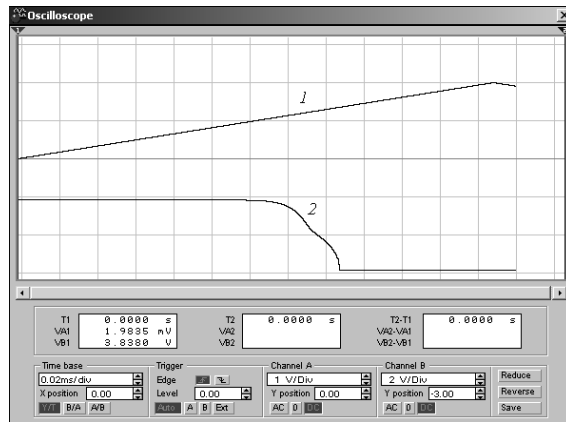 Oscilloscope
1
2
1
2
T1 0.0000 s
VA1 1.9835 mV
VB1 3.8380 V
T2 0.0000 s
VA2
VB2
T2-T1 0.0000 s
VA2-VA1
VB2-VB1
Time base
0.02ms/div
X position 0.00
Y/T B/A A/B
Trigger
Edge
Level 0.00
Auto A B Ext
Channel A
1 V/Div
Y position 0.00
AC 0 DC
Channel B
2 V/Div
Y position -3.00
AC 0 DC
Reduce
Reverse
Save